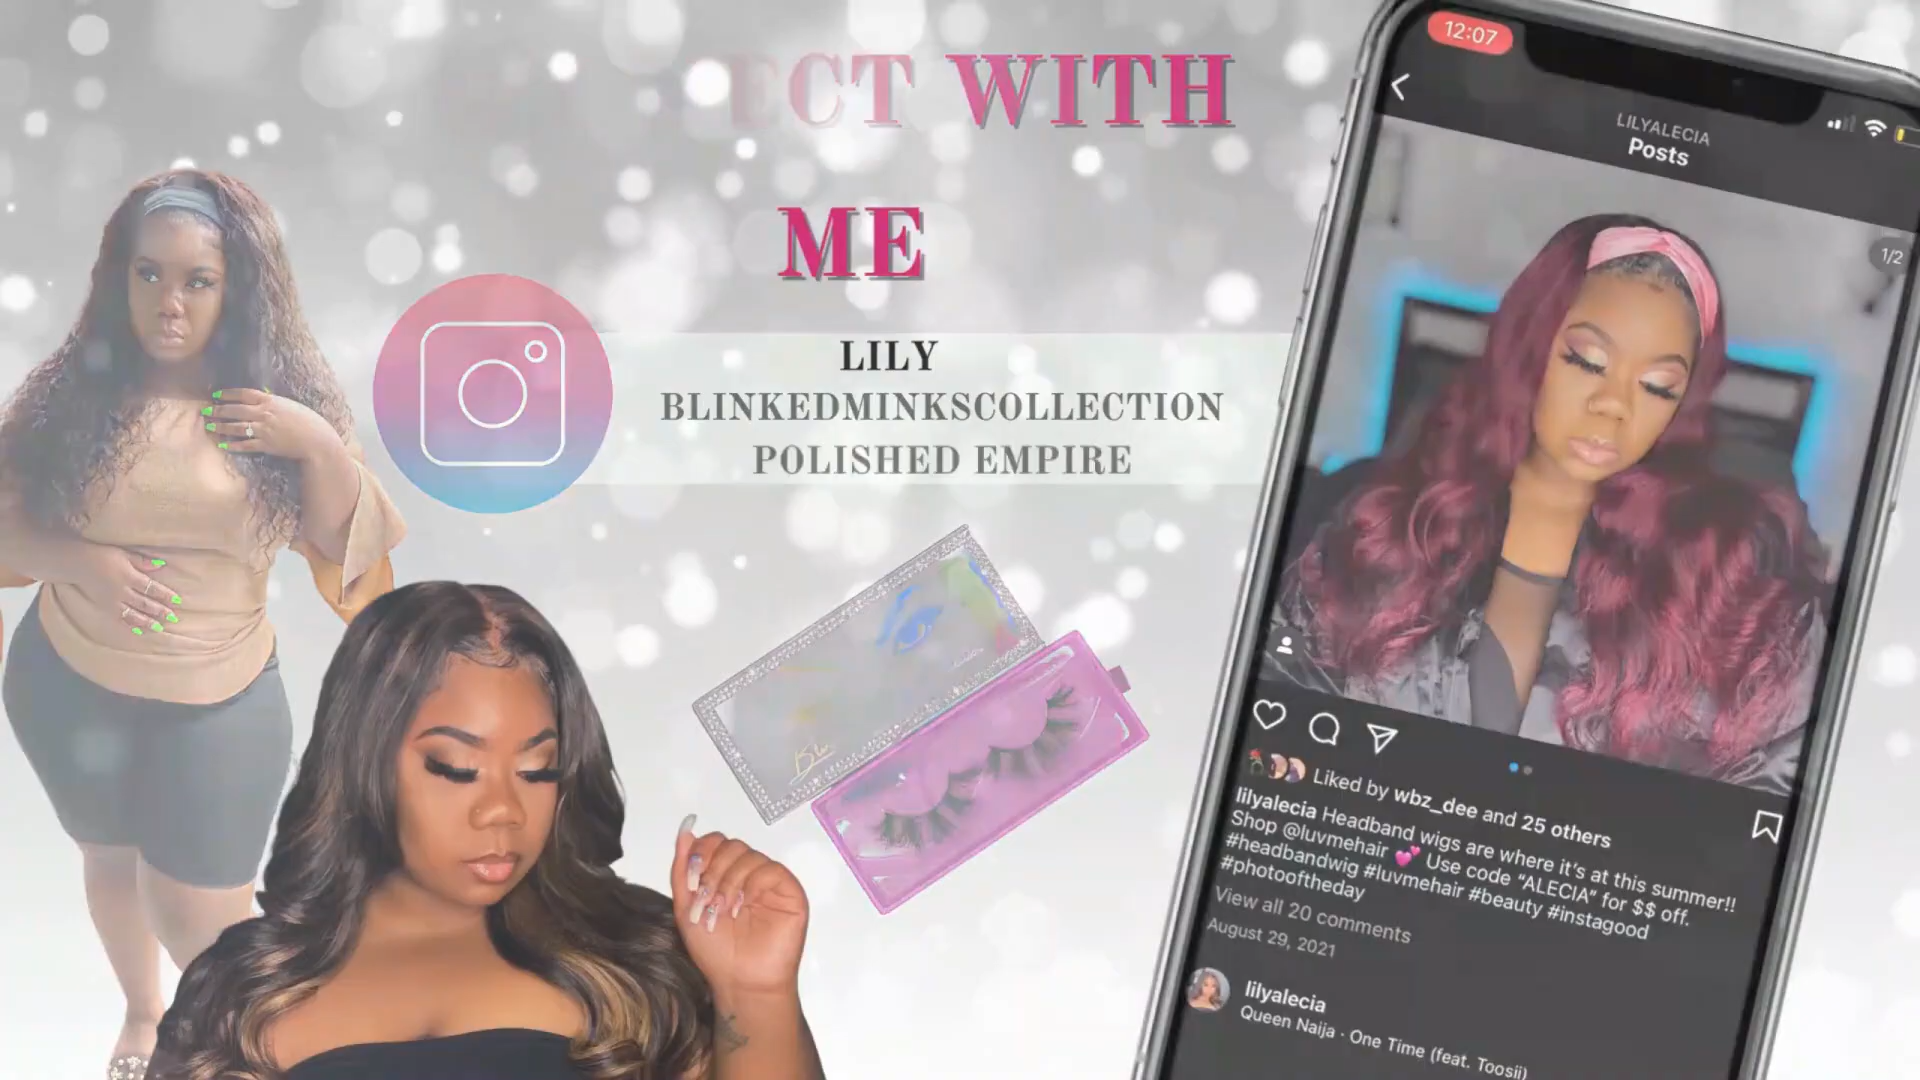 ECT WITH
ME
LILY
BLINKEDMINKSCOLLECTION
POLISHED EMPIRE
12:07
LILYALECIA
Posts
1/2
Liked by wbz_dee and 25 others
lilyalecia Headband wigs are where it's at this summer!!
Shop @luvmehair 💕 Use code “ALECIA” for $$ off.
#headbandwig #luvmehair #beauty #instagood
#photooftheday
View all 20 comments
August 29, 2021
lilyalecia
Queen Naija · One Time (feat. Toosii)